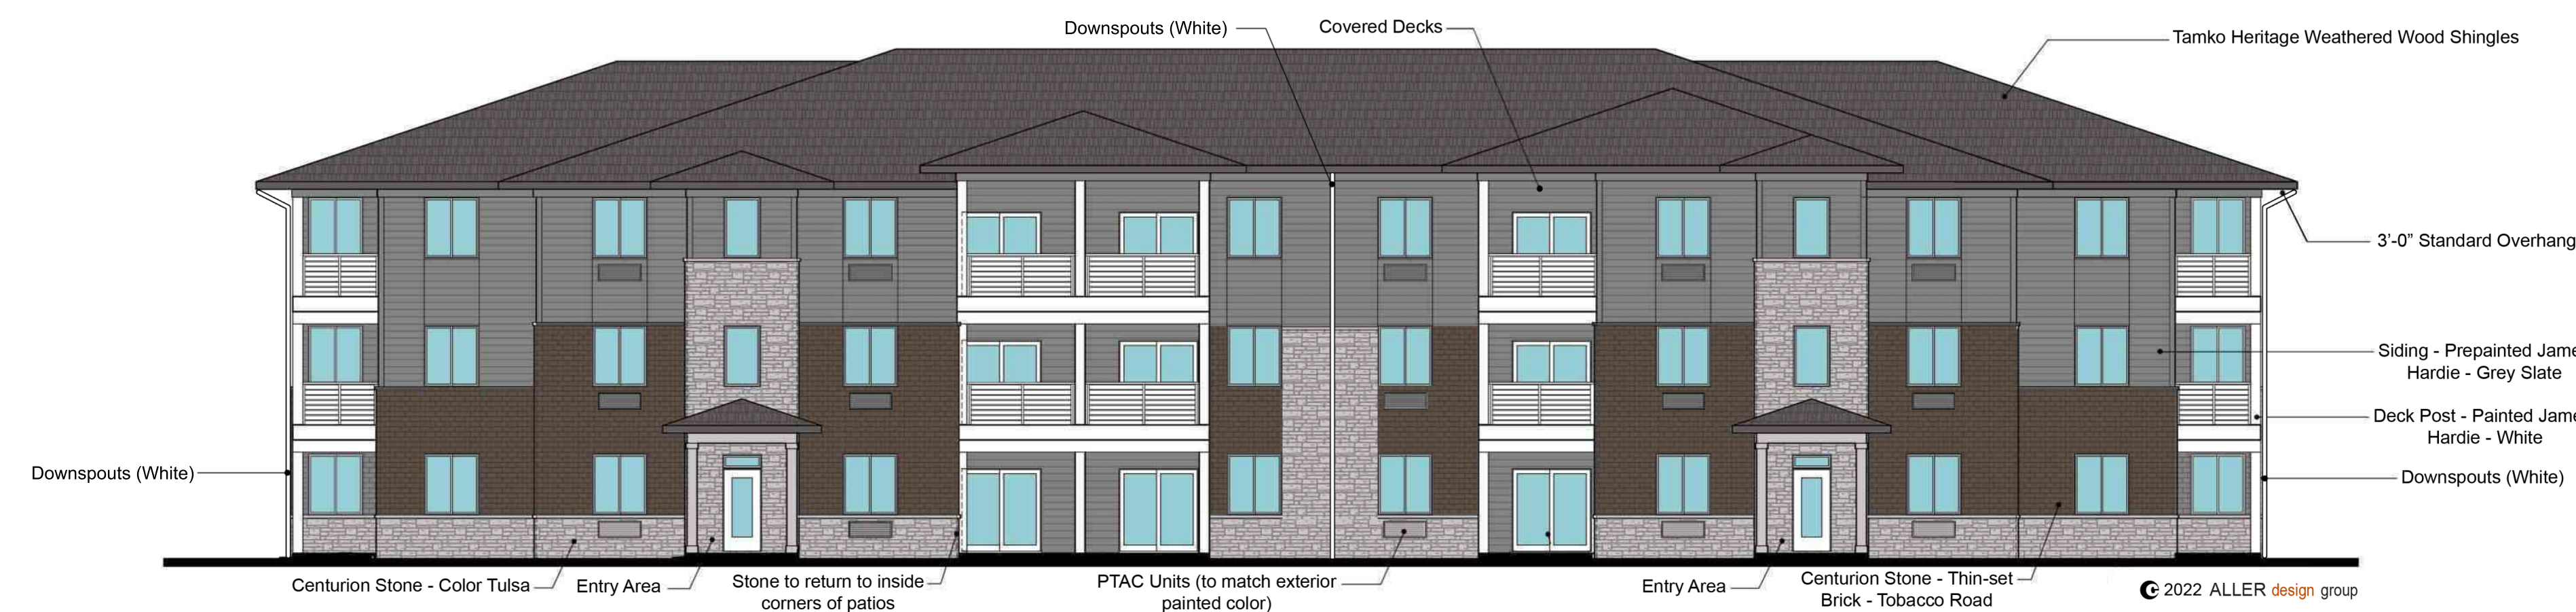 Downspouts (White)
Covered Decks
Tamko Heritage Weathered Wood Shingles
3'-0” Standard Overhang
Siding - Prepainted Jame
Hardie - Grey Slate
Deck Post - Painted Jame
Hardie - White
Downspouts (White)
Downspouts (White)
Centurion Stone - Color Tulsa
Entry Area
Stone to return to inside
corners of patios
PTAC Units (to match exterior
painted color)
Entry Area
Centurion Stone - Thin-set
Brick - Tobacco Road
2022 ALLER design group